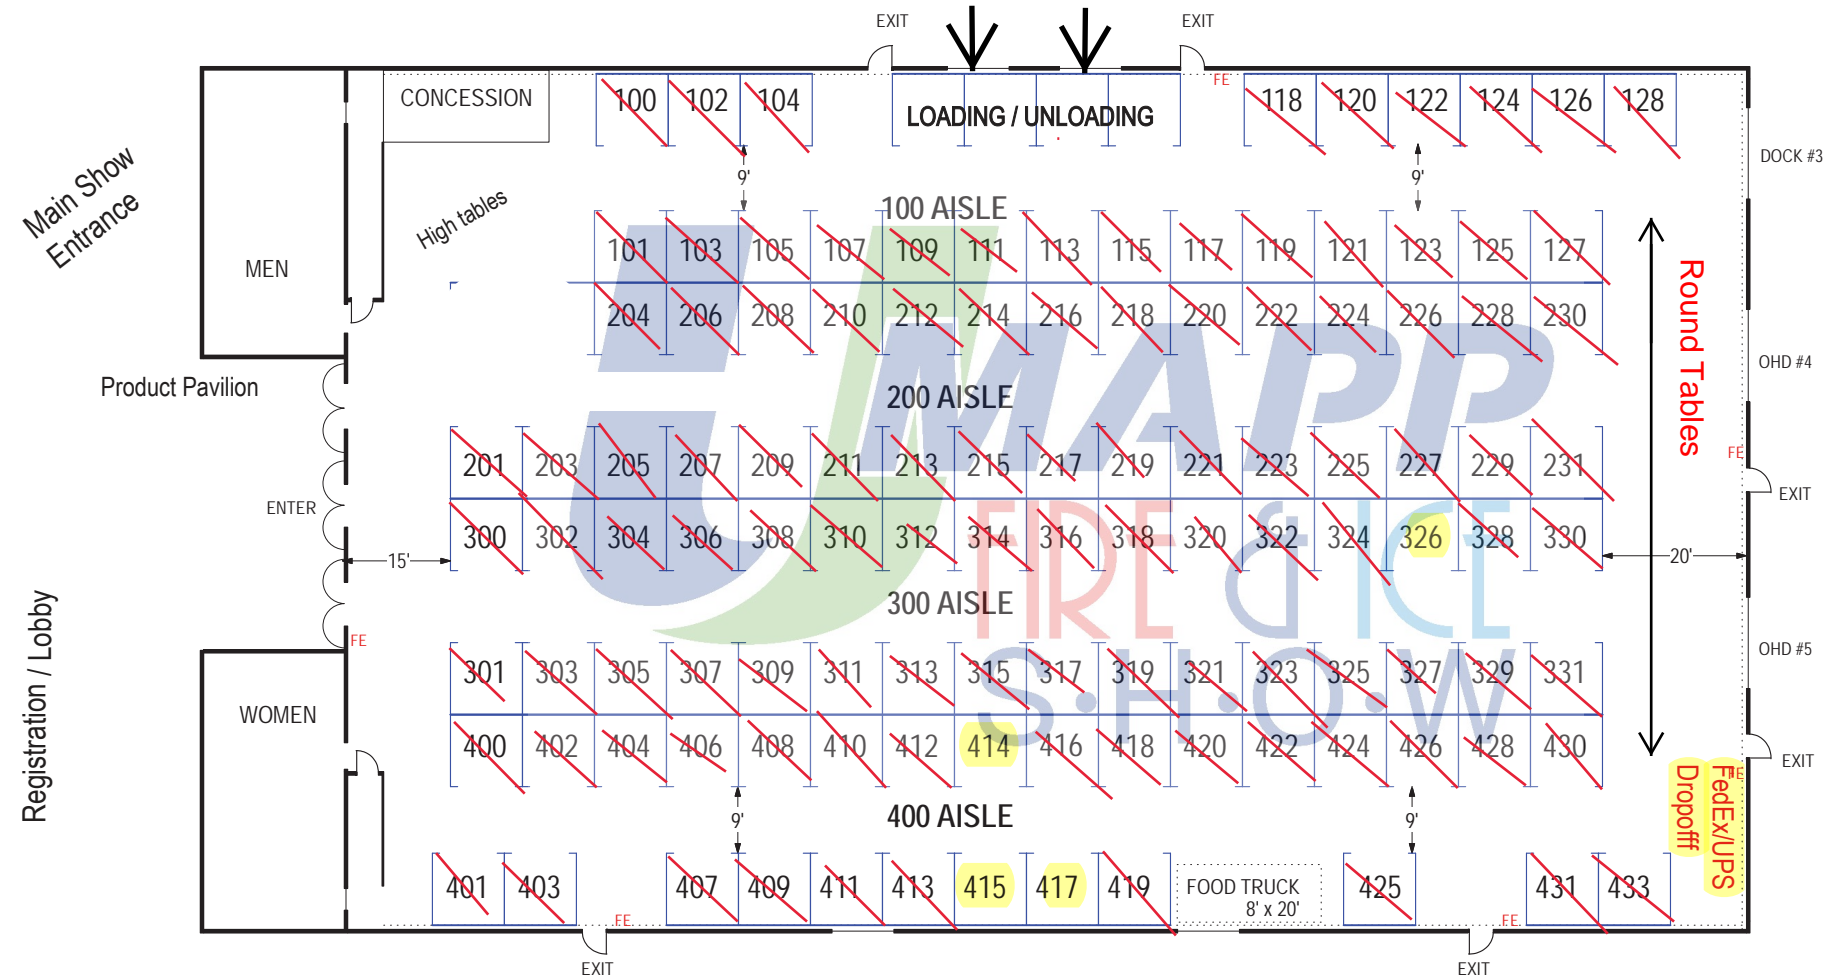 EXIT
EXIT
FE
CONCESSION
100 102 104
LOADING / UNLOADING
118 120 122 124 126 128
DOCK #3
Main Show
Entrance
9'
9'
High tables
100 AISLE
MEN
101 103 105 107 109 111 113 115 117 119 121 123 125 127
204 206 208 210 212 214 216 218 220 222 224 226 228 230
Round Tables
OHD #4
UMAPP
Product Pavilion
200 AISLE
FE
201 203 205 207 209 211 213 215 217 219 221 223 225 227 229 231
EXIT
ENTER
300 302 304 306 308 310 312 314 316 318 320 322 324 326 328 330
FIRE & ICE
15'
20'
300 AISLE
FE
OHD #5
Registration / Lobby
301 303 305 307 309 311 313 315 317 319 321 323 325 327 329 331
S·H·O·W
WOMEN
400 402 404 406 408 410 412 414 416 418 420 422 424 426 428 430
EXIT
FE
FedEx/UPS
Dropofff
9'
400 AISLE
9'
401 403 407 409 411 413 415 417 419
FOOD TRUCK
8' x 20'
425 431 433
FE
FE
EXIT
EXIT